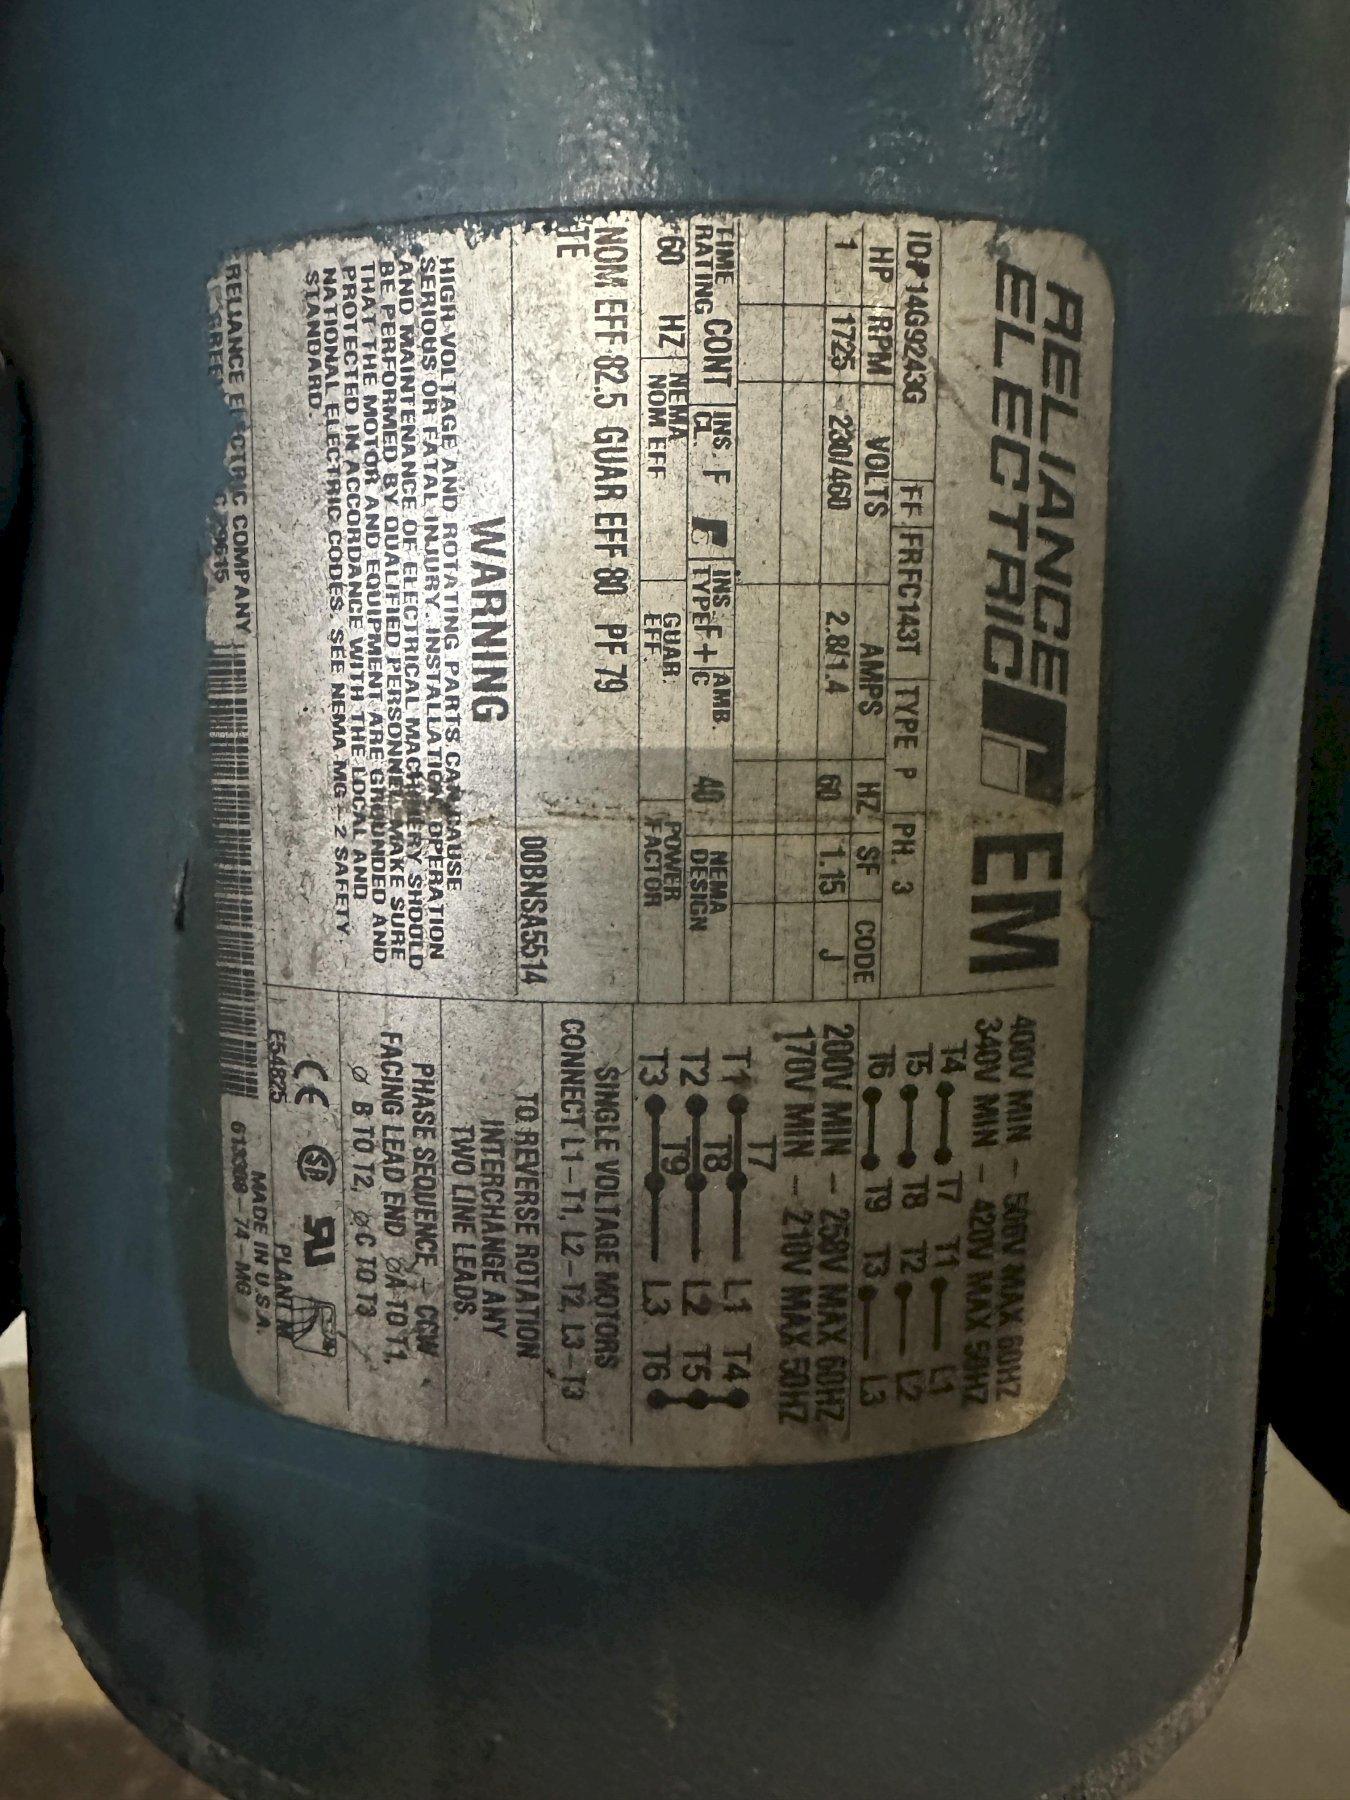 RELIANCE
ELECTRIC
EM
ID# P14G9243G FF FR FC143T TYPE P PH. 3
HP RPM VOLTS AMPS HZ SF CODE
1 1725 230/460 2.8/1.4 60 1.15 J
TIME RATING CONT INS. CL. F INS. TYPE F+C AMB. 40 NEMA DESIGN
60 HZ NEMA NOM EFF GUAR. EFF. POWER FACTOR
NOM EFF 82.5 GUAR EFF 80 PF 79
TE
00BNSA5514
WARNING
HIGH VOLTAGE AND ROTATING PARTS CAN CAUSE
SERIOUS OR FATAL INJURY. INSTALLATION, OPERATION
AND MAINTENANCE OF ELECTRICAL MACHINERY SHOULD
BE PERFORMED BY QUALIFIED PERSONNEL. MAKE SURE
THAT THE MOTOR AND EQUIPMENT ARE GROUNDED AND
PROTECTED IN ACCORDANCE WITH THE LOCAL AND
NATIONAL ELECTRIC CODES. SEE NEMA MG-2 SAFETY
STANDARD.
RELIANCE ELECTRIC COMPANY
400V MIN - 506V MAX 60HZ
340V MIN - 420V MAX 50HZ
T4 T7 T1 L1
T5 T8 T2 L2
T6 T9 T3 L3
200V MIN - 258V MAX 60HZ
170V MIN - 210V MAX 50HZ
T7
T1 L1 T4
T8
T2 L2 T5
T9
T3 L3 T6
SINGLE VOLTAGE MOTORS
CONNECT L1-T1, L2-T2, L3-T3
TO REVERSE ROTATION
INTERCHANGE ANY
TWO LINE LEADS.
PHASE SEQUENCE - CCW
FACING LEAD END ØA TO T1,
Ø B TO T2, Ø C TO T3
CE SA UR
E54825 PLANT IN
MADE IN U.S.A.
613089-74-MG